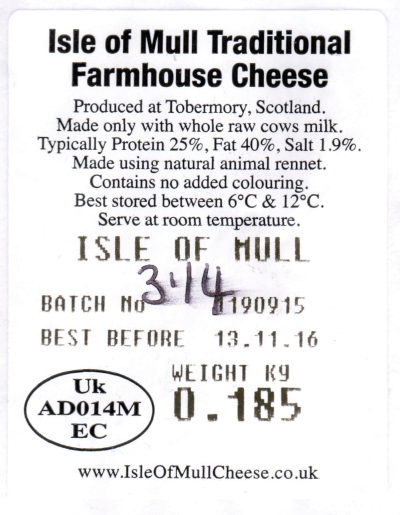 Isle of Mull Traditional
Farmhouse Cheese
Produced at Tobermory, Scotland.
Made only with whole raw cows milk.
Typically Protein 25%, Fat 40%, Salt 1.9%.
Made using natural animal rennet.
Contains no added colouring.
Best stored between 6°C & 12°C.
Serve at room temperature.
ISLE OF MULL
3.14
BATCH No 1190915
BEST BEFORE 13.11.16
WEIGHT Kg
0.185
Uk
AD014M
EC
www.IsleOfMullCheese.co.uk